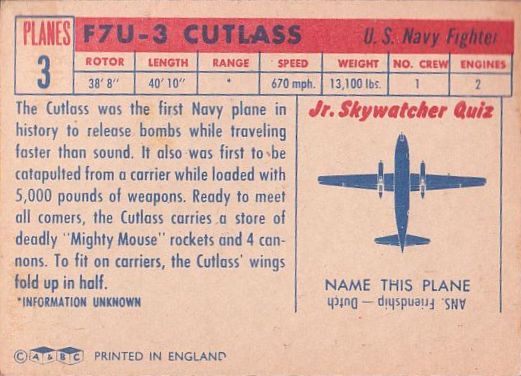 PLANES
3
F7U-3 CUTLASS
U. S. Navy Fighter
ROTOR LENGTH RANGE SPEED WEIGHT NO. CREW ENGINES
38' 8" 40' 10" * 670 mph. 13,100 lbs. 1 2
The Cutlass was the first Navy plane in
history to release bombs while traveling
faster than sound. It also was first to be
catapulted from a carrier while loaded with
5,000 pounds of weapons. Ready to meet
all comers, the Cutlass carries a store of
deadly "Mighty Mouse" rockets and 4 can-
nons. To fit on carriers, the Cutlass' wings
fold up in half.
*INFORMATION UNKNOWN
Jr. Skywatcher Quiz
NAME THIS PLANE
ANS. Friendship — Dutch
© A&BC PRINTED IN ENGLAND